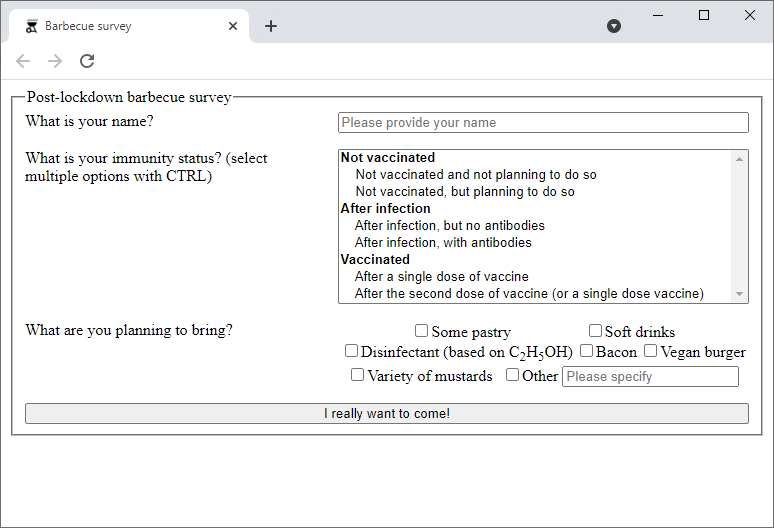 Barbecue survey
Post-lockdown barbecue survey
What is your name? Please provide your name
What is your immunity status? (select
multiple options with CTRL)
Not vaccinated
Not vaccinated and not planning to do so
Not vaccinated, but planning to do so
After infection
After infection, but no antibodies
After infection, with antibodies
Vaccinated
After a single dose of vaccine
After the second dose of vaccine (or a single dose vaccine)
What are you planning to bring? Some pastry Soft drinks
Disinfectant (based on C₂H₅OH) Bacon Vegan burger
Variety of mustards Other Please specify
I really want to come!